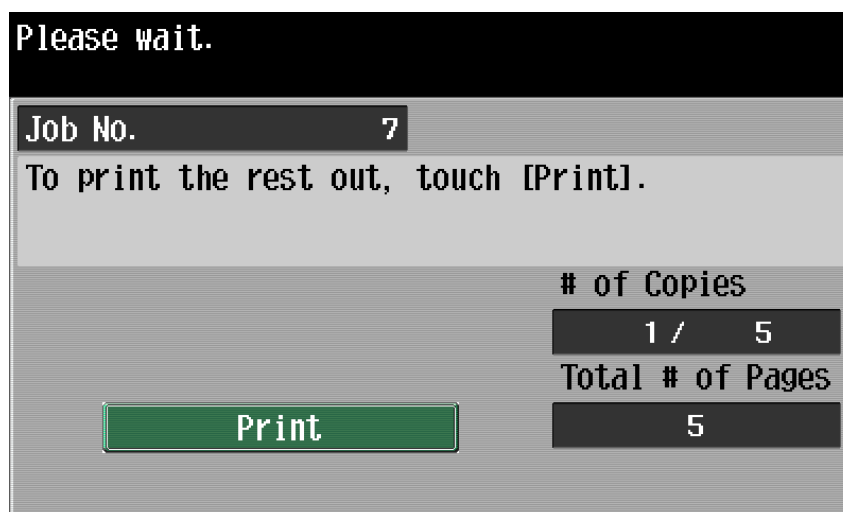 Please wait.
Job No. 7
To print the rest out, touch [Print].
# of Copies
1 / 5
Total # of Pages
Print
5